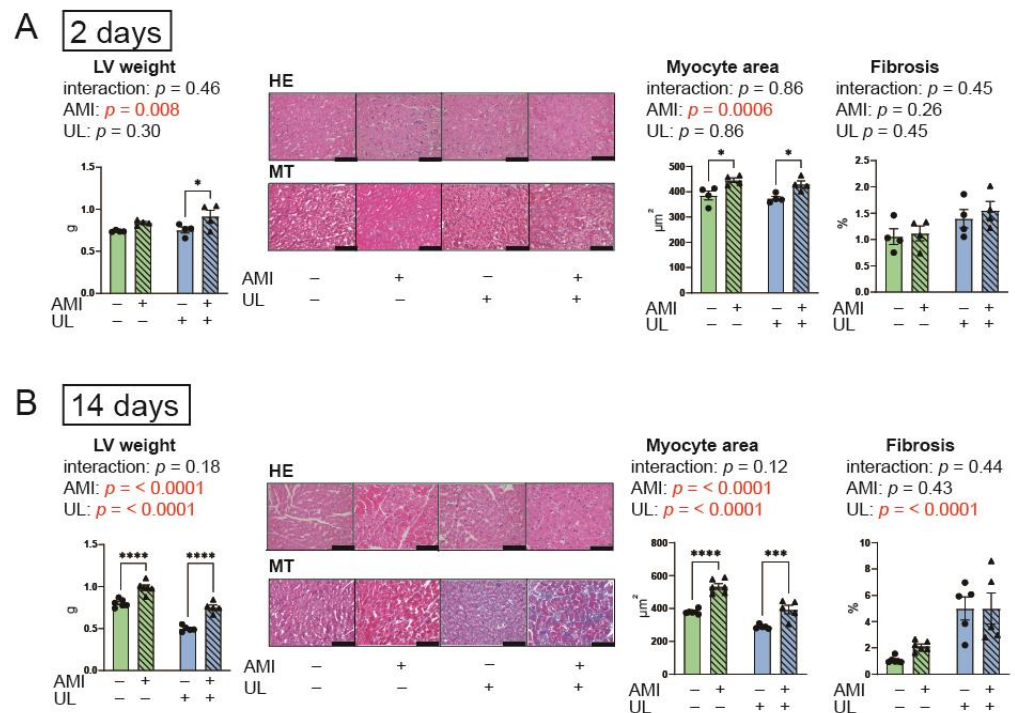 A 2 days
LV weight
interaction: p = 0.46
AMI: p = 0.008
UL: p = 0.30
*
1.5
1.0
0.5
0.0
g
AMI – + – +
UL – – + +
HE
MT
AMI – + – +
UL – – + +
Myocyte area
interaction: p = 0.86
AMI: p = 0.0006
UL: p = 0.86
* *
500
400
300
200
100
0
µm²
AMI – + – +
UL – – + +
Fibrosis
interaction: p = 0.45
AMI: p = 0.26
UL p = 0.45
2.5
2.0
1.5
1.0
0.5
0.0
%
– + – +
– – + +
B 14 days
LV weight
interaction: p = 0.18
AMI: p = < 0.0001
UL: p = < 0.0001
**** ****
1.5
1.0
0.5
0.0
g
AMI – + – +
UL – – + +
HE
MT
AMI: – + – +
UL: – – + +
Myocyte area
interaction: p = 0.12
AMI: p = < 0.0001
UL: p = < 0.0001
**** ***
800
600
400
200
0
µm²
AMI – + – +
UL – – + +
Fibrosis
interaction: p = 0.44
AMI: p = 0.43
UL: p = < 0.0001
10
8
6
4
2
0
%
AMI – + – +
UL – – + +